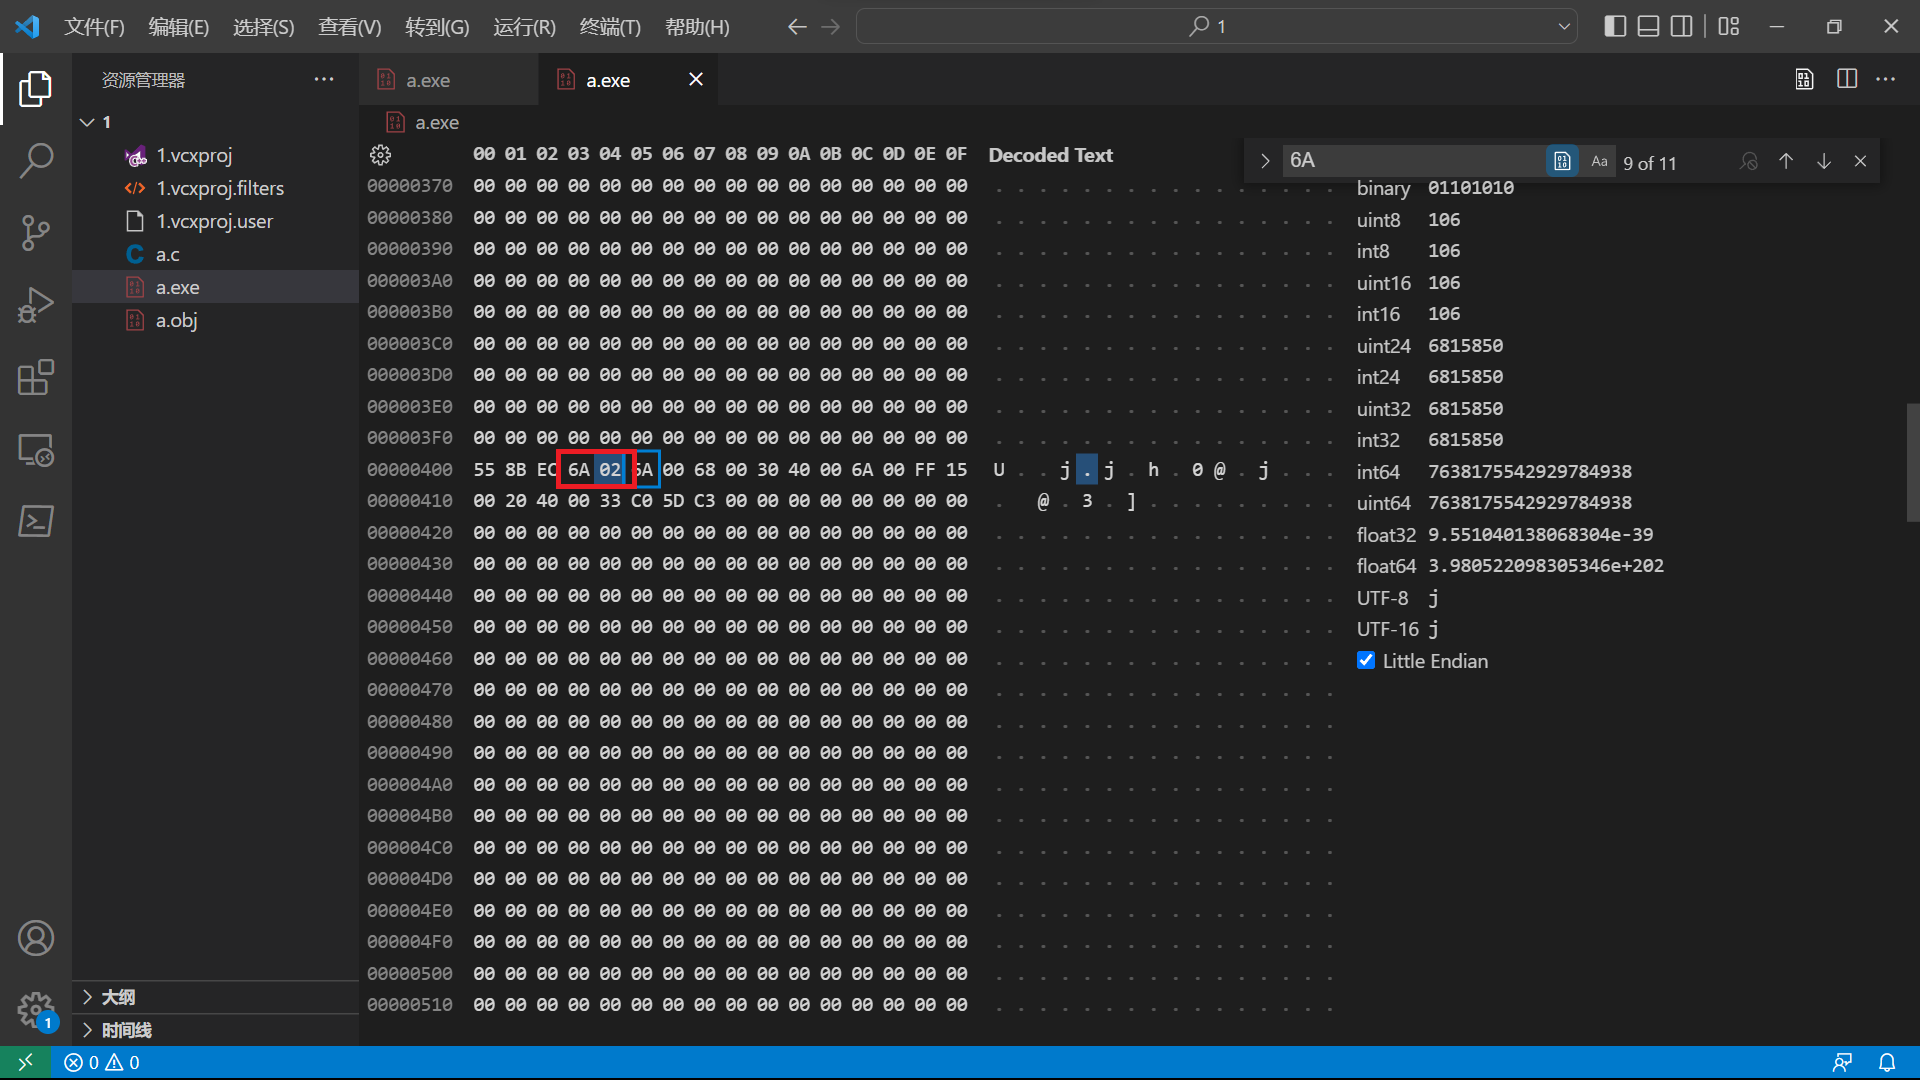 文件(F) 编辑(E) 选择(S) 查看(V) 转到(G) 运行(R) 终端(T) 帮助(H) 1
资源管理器
1
1.vcxproj
1.vcxproj.filters
1.vcxproj.user
a.c
a.exe
a.obj
大纲
时间线
a.exe a.exe
a.exe
6A Aa 9 of 11
00 01 02 03 04 05 06 07 08 09 0A 0B 0C 0D 0E 0F Decoded Text
00000370 00 00 00 00 00 00 00 00 00 00 00 00 00 00 00 00 . . . . . . . . . . . . . . . .
00000380 00 00 00 00 00 00 00 00 00 00 00 00 00 00 00 00 . . . . . . . . . . . . . . . .
00000390 00 00 00 00 00 00 00 00 00 00 00 00 00 00 00 00 . . . . . . . . . . . . . . . .
000003A0 00 00 00 00 00 00 00 00 00 00 00 00 00 00 00 00 . . . . . . . . . . . . . . . .
000003B0 00 00 00 00 00 00 00 00 00 00 00 00 00 00 00 00 . . . . . . . . . . . . . . . .
000003C0 00 00 00 00 00 00 00 00 00 00 00 00 00 00 00 00 . . . . . . . . . . . . . . . .
000003D0 00 00 00 00 00 00 00 00 00 00 00 00 00 00 00 00 . . . . . . . . . . . . . . . .
000003E0 00 00 00 00 00 00 00 00 00 00 00 00 00 00 00 00 . . . . . . . . . . . . . . . .
000003F0 00 00 00 00 00 00 00 00 00 00 00 00 00 00 00 00 . . . . . . . . . . . . . . . .
00000400 55 8B EC 6A 02 6A 00 68 00 30 40 00 6A 00 FF 15 U . . j . j . h . 0 @ . j . . .
00000410 00 20 40 00 33 C0 5D C3 00 00 00 00 00 00 00 00 . @ . 3 . ] . . . . . . . . .
00000420 00 00 00 00 00 00 00 00 00 00 00 00 00 00 00 00 . . . . . . . . . . . . . . . .
00000430 00 00 00 00 00 00 00 00 00 00 00 00 00 00 00 00 . . . . . . . . . . . . . . . .
00000440 00 00 00 00 00 00 00 00 00 00 00 00 00 00 00 00 . . . . . . . . . . . . . . . .
00000450 00 00 00 00 00 00 00 00 00 00 00 00 00 00 00 00 . . . . . . . . . . . . . . . .
00000460 00 00 00 00 00 00 00 00 00 00 00 00 00 00 00 00 . . . . . . . . . . . . . . . .
00000470 00 00 00 00 00 00 00 00 00 00 00 00 00 00 00 00 . . . . . . . . . . . . . . . .
00000480 00 00 00 00 00 00 00 00 00 00 00 00 00 00 00 00 . . . . . . . . . . . . . . . .
00000490 00 00 00 00 00 00 00 00 00 00 00 00 00 00 00 00 . . . . . . . . . . . . . . . .
000004A0 00 00 00 00 00 00 00 00 00 00 00 00 00 00 00 00 . . . . . . . . . . . . . . . .
000004B0 00 00 00 00 00 00 00 00 00 00 00 00 00 00 00 00 . . . . . . . . . . . . . . . .
000004C0 00 00 00 00 00 00 00 00 00 00 00 00 00 00 00 00 . . . . . . . . . . . . . . . .
000004D0 00 00 00 00 00 00 00 00 00 00 00 00 00 00 00 00 . . . . . . . . . . . . . . . .
000004E0 00 00 00 00 00 00 00 00 00 00 00 00 00 00 00 00 . . . . . . . . . . . . . . . .
000004F0 00 00 00 00 00 00 00 00 00 00 00 00 00 00 00 00 . . . . . . . . . . . . . . . .
00000500 00 00 00 00 00 00 00 00 00 00 00 00 00 00 00 00 . . . . . . . . . . . . . . . .
00000510 00 00 00 00 00 00 00 00 00 00 00 00 00 00 00 00 . . . . . . . . . . . . . . . .
binary 01101010
uint8 106
int8 106
uint16 106
int16 106
uint24 6815850
int24 6815850
uint32 6815850
int32 6815850
int64 7638175542929784938
uint64 7638175542929784938
float32 9.551040138068304e-39
float64 3.980522098305346e+202
UTF-8 j
UTF-16 j
Little Endian
1
0 0